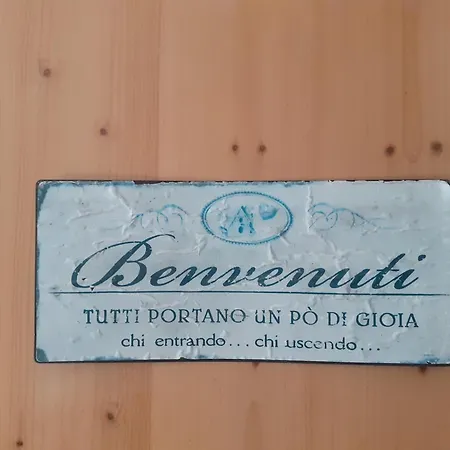 Benvenuti
TUTTI PORTANO UN PÒ DI GIOIA
chi entrando... chi uscendo...